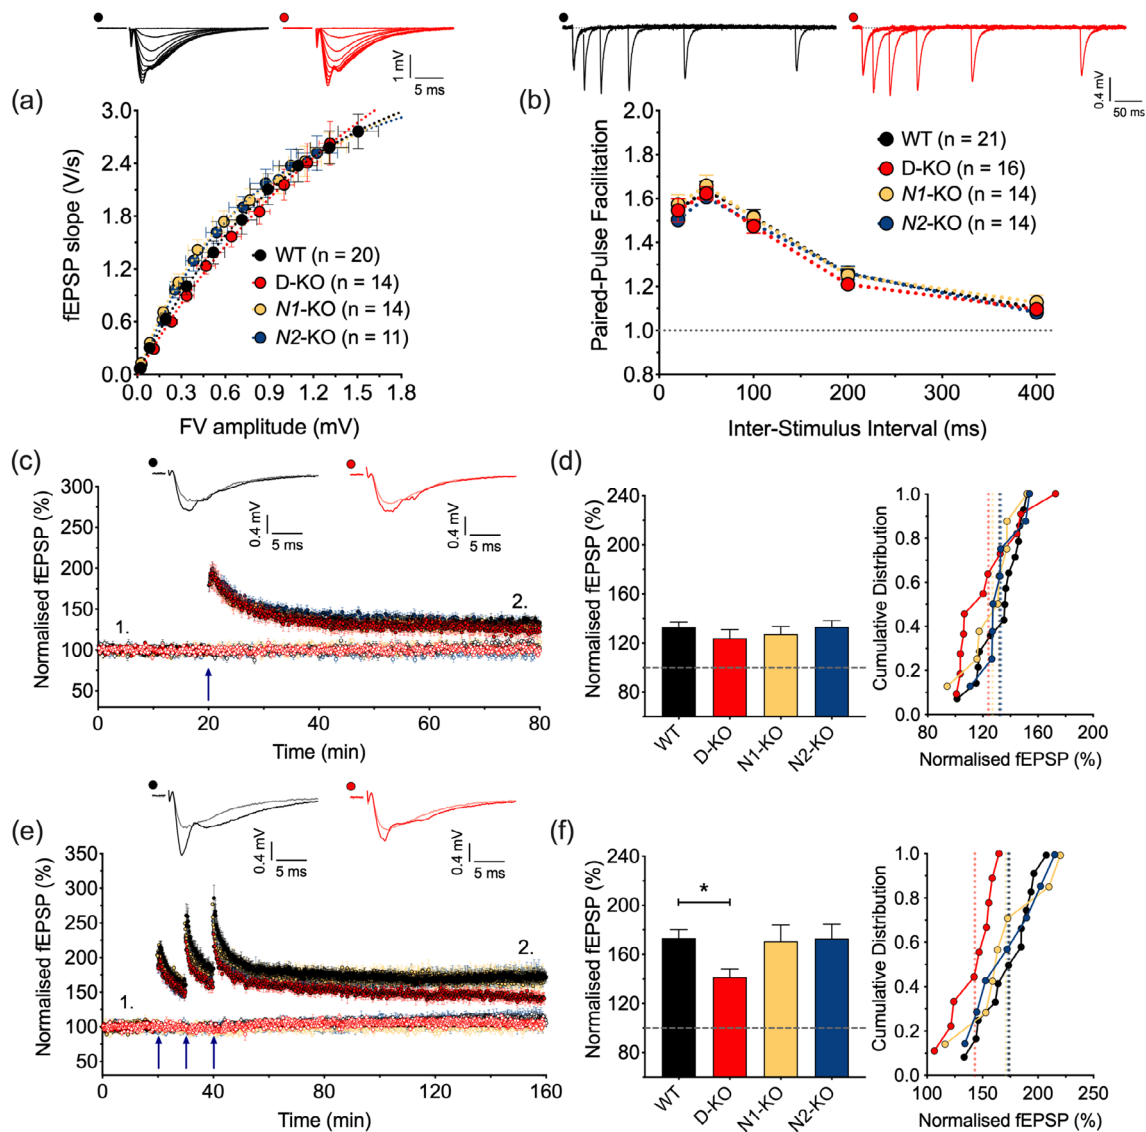 1 mV
5 ms
0.4 mV
50 ms
(a)
fEPSP slope (V/s)
3.0
2.4
1.8
1.2
0.6
0.0
WT (n = 20)
D-KO (n = 14)
N1-KO (n = 14)
N2-KO (n = 11)
0.0 0.3 0.6 0.9 1.2 1.5 1.8
FV amplitude (mV)
(b)
Paired-Pulse Facilitation
1.8
1.6
1.4
1.2
1.0
0.8
WT (n = 21)
D-KO (n = 16)
N1-KO (n = 14)
N2-KO (n = 14)
0 100 200 300 400
Inter-Stimulus Interval (ms)
(c)
Normalised fEPSP (%)
300
250
200
150
100
50
0.4 mV
5 ms
0.4 mV
5 ms
1.
2.
0 20 40 60 80
Time (min)
(d)
Normalised fEPSP (%)
240
200
160
120
80
WT
D-KO
N1-KO
N2-KO
Cumulative Distribution
1.0
0.8
0.6
0.4
0.2
0.0
80 120 160 200
Normalised fEPSP (%)
(e)
Normalised fEPSP (%)
350
300
250
200
150
100
50
0.4 mV
5 ms
0.4 mV
5 ms
1.
2.
0 40 80 120 160
Time (min)
(f)
Normalised fEPSP (%)
240
200
160
120
80
*
WT
D-KO
N1-KO
N2-KO
Cumulative Distribution
1.0
0.8
0.6
0.4
0.2
0.0
100 150 200 250
Normalised fEPSP (%)